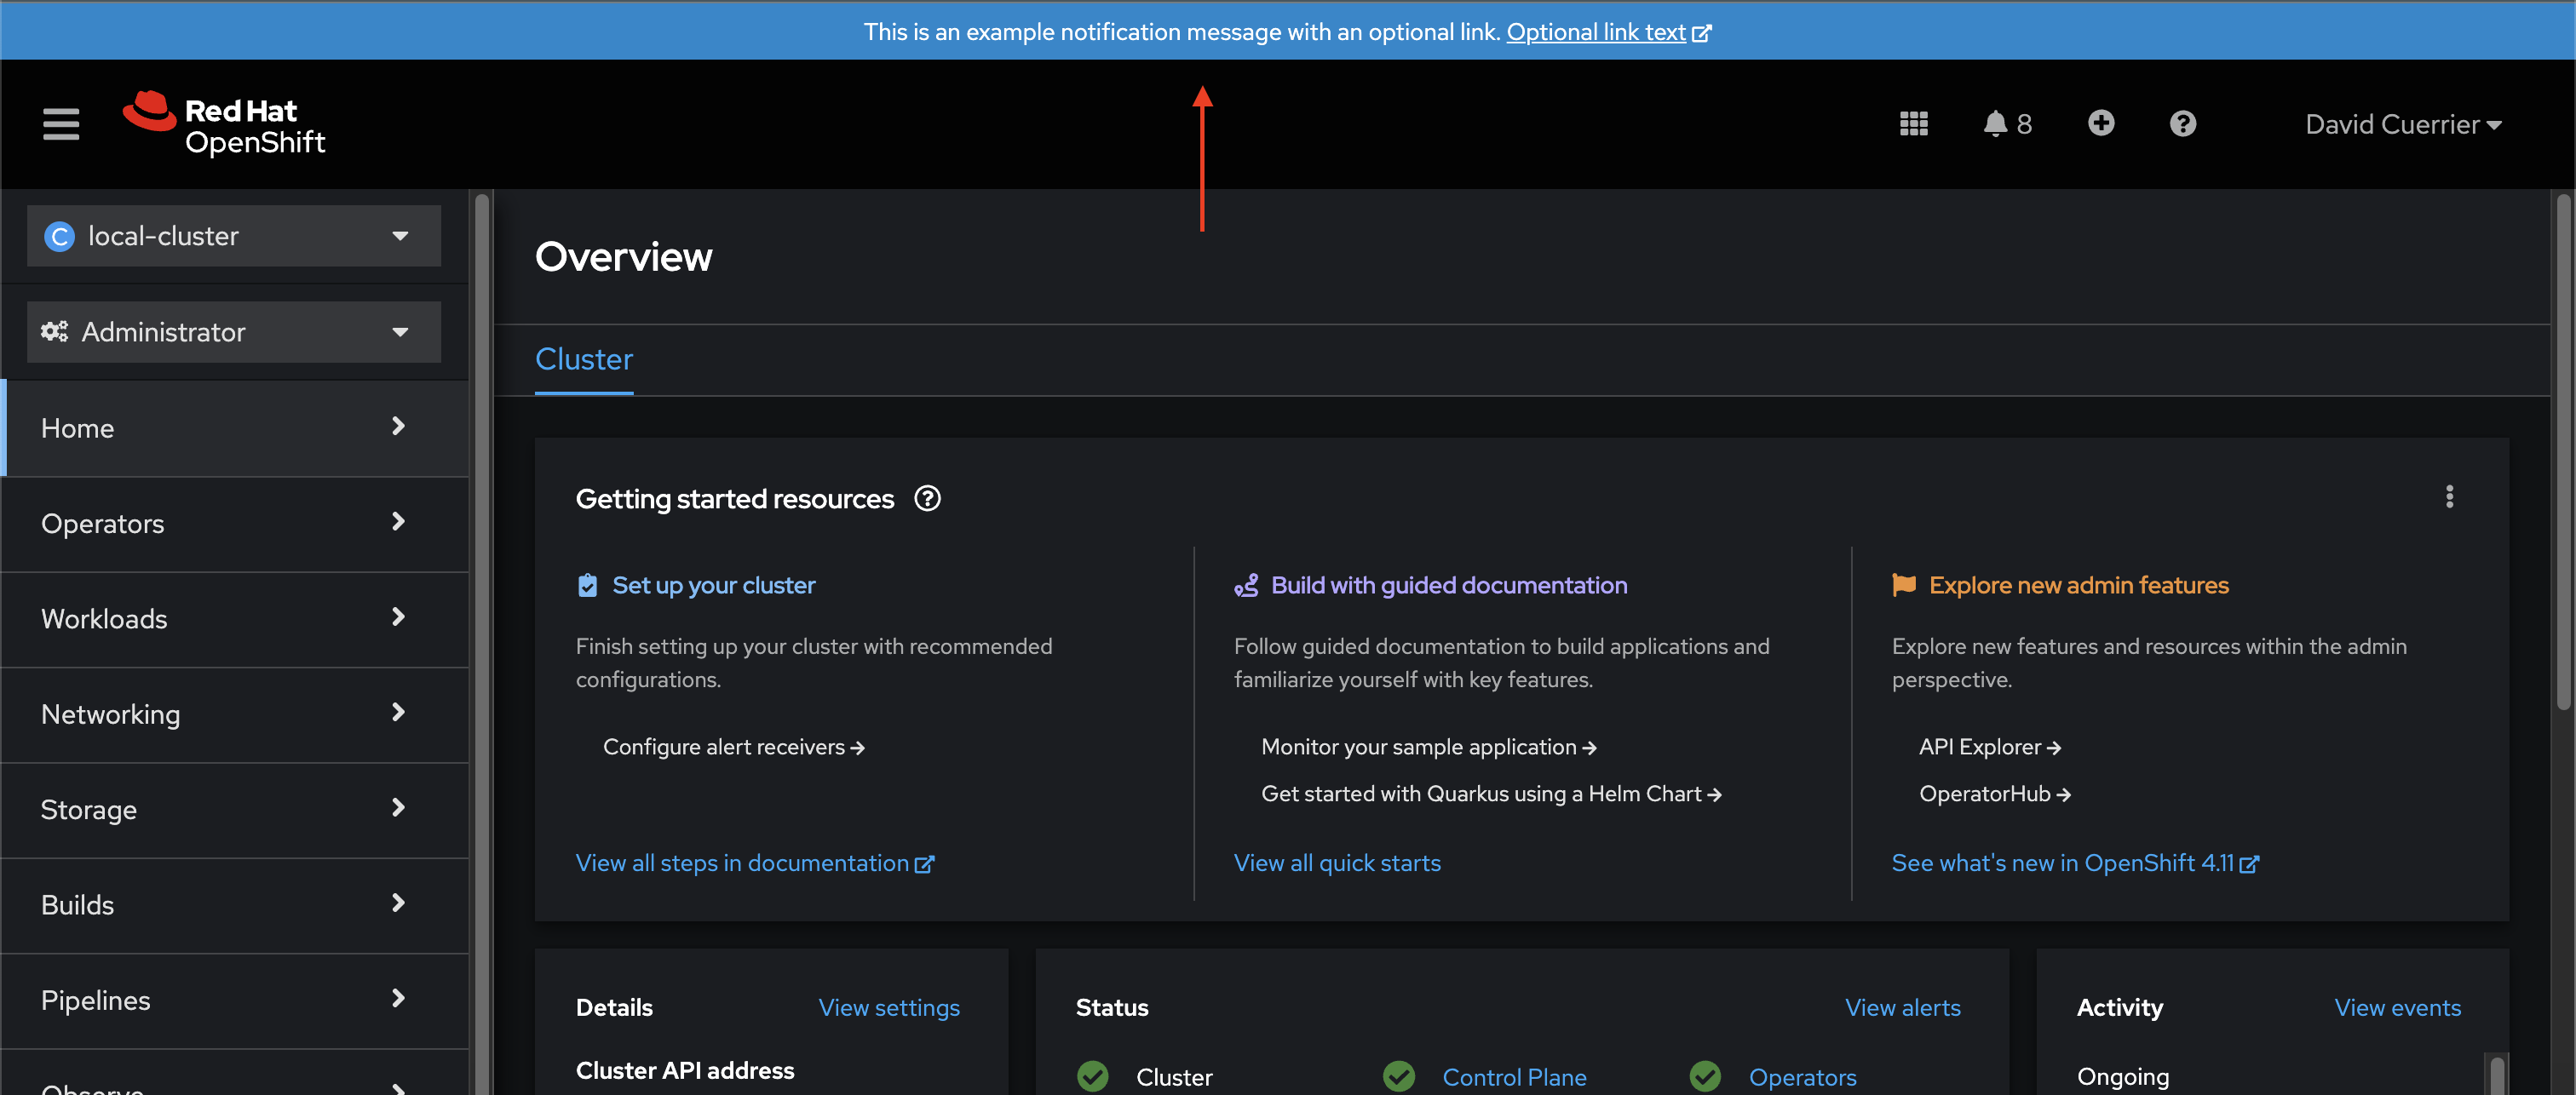 This is an example notification message with an optional link. Optional link text
Red Hat
OpenShift
8
David Cuerrier
C local-cluster
Administrator
Home
Operators
Workloads
Networking
Storage
Builds
Pipelines
Observe
Overview
Cluster
Getting started resources
Set up your cluster
Finish setting up your cluster with recommended
configurations.
Configure alert receivers
View all steps in documentation
Build with guided documentation
Follow guided documentation to build applications and
familiarize yourself with key features.
Monitor your sample application
Get started with Quarkus using a Helm Chart
View all quick starts
Explore new admin features
Explore new features and resources within the admin
perspective.
API Explorer
OperatorHub
See what's new in OpenShift 4.11
Details View settings
Cluster API address
Status View alerts
Cluster Control Plane Operators
Activity View events
Ongoing